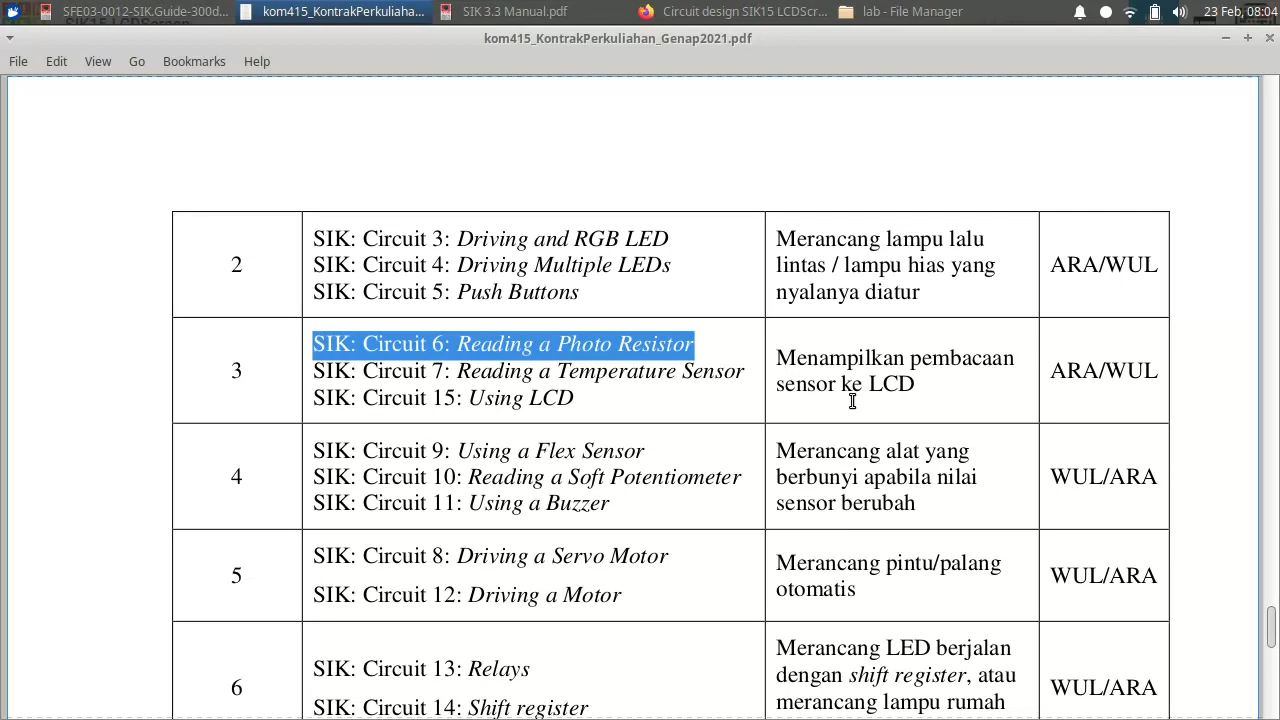 SFE03-0012-SIK.Guide-300d...
kom415_KontrakPerkuliaha...
SIK 3.3 Manual.pdf
Circuit design SIK15 LCDScr...
lab - File Manager
23 Feb, 08:04
kom415_KontrakPerkuliahan_Genap2021.pdf
File Edit View Go Bookmarks Help
2
SIK: Circuit 3: Driving and RGB LED
SIK: Circuit 4: Driving Multiple LEDs
SIK: Circuit 5: Push Buttons
Merancang lampu lalu
lintas / lampu hias yang
nyalanya diatur
ARA/WUL
3
SIK: Circuit 6: Reading a Photo Resistor
SIK: Circuit 7: Reading a Temperature Sensor
SIK: Circuit 15: Using LCD
Menampilkan pembacaan
sensor ke LCD
ARA/WUL
4
SIK: Circuit 9: Using a Flex Sensor
SIK: Circuit 10: Reading a Soft Potentiometer
SIK: Circuit 11: Using a Buzzer
Merancang alat yang
berbunyi apabila nilai
sensor berubah
WUL/ARA
5
SIK: Circuit 8: Driving a Servo Motor
SIK: Circuit 12: Driving a Motor
Merancang pintu/palang
otomatis
WUL/ARA
6
SIK: Circuit 13: Relays
SIK: Circuit 14: Shift register
Merancang LED berjalan
dengan shift register, atau
merancang lampu rumah
WUL/ARA